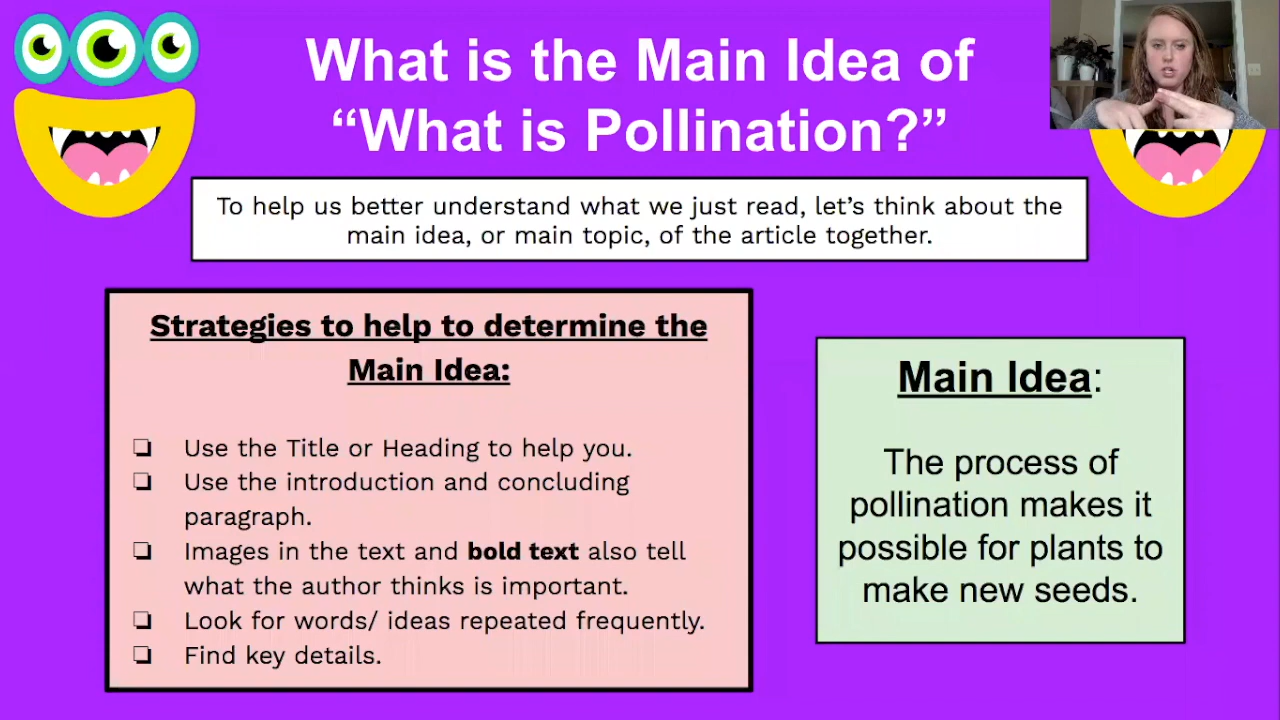 What is the Main Idea of
“What is Pollination?”
To help us better understand what we just read, let’s think about the
main idea, or main topic, of the article together.
Strategies to help to determine the
Main Idea:
❏ Use the Title or Heading to help you.
❏ Use the introduction and concluding
paragraph.
❏ Images in the text and bold text also tell
what the author thinks is important.
❏ Look for words/ ideas repeated frequently.
❏ Find key details.
Main Idea:
The process of
pollination makes it
possible for plants to
make new seeds.